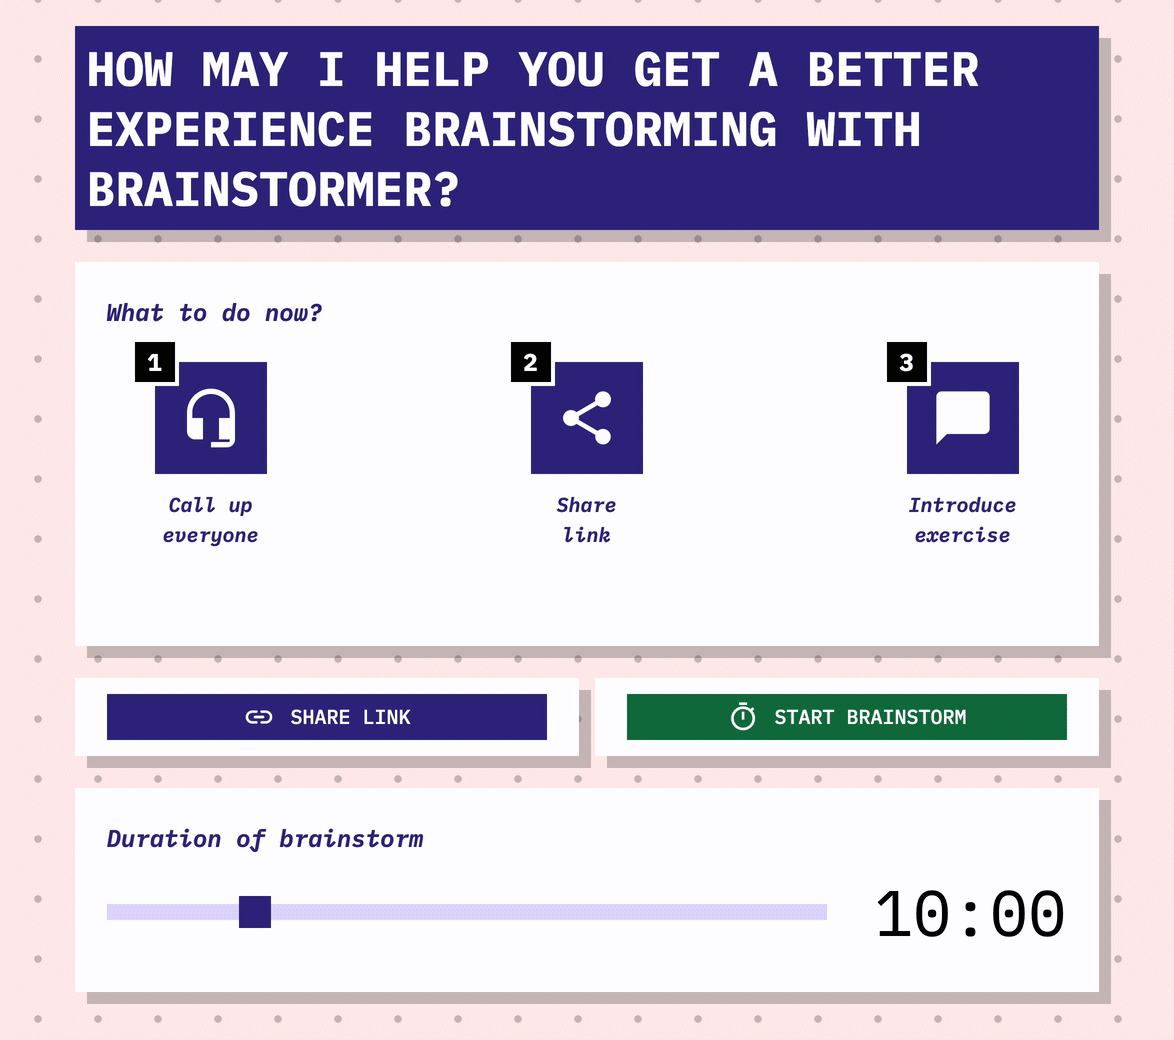 HOW MAY I HELP YOU GET A BETTER
EXPERIENCE BRAINSTORMING WITH
BRAINSTORMER?
What to do now?
1
2
3
Call up
everyone
Share
link
Introduce
exercise
SHARE LINK
START BRAINSTORM
Duration of brainstorm
10:00